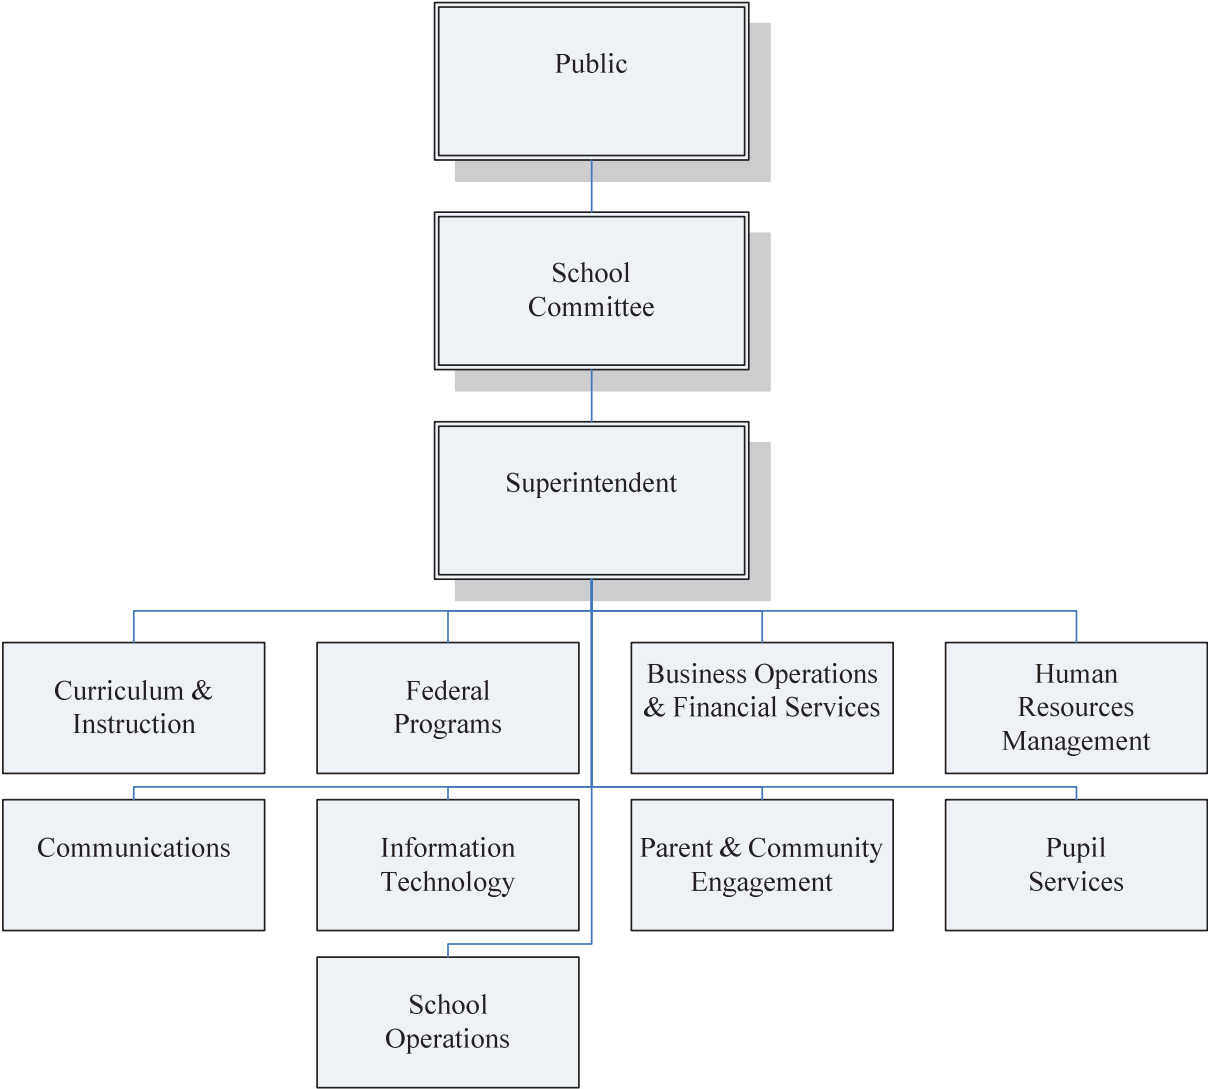 Public
School
Committee
Superintendent
Curriculum &
Instruction
Federal
Programs
Business Operations
& Financial Services
Human
Resources
Management
Communications
Information
Technology
Parent & Community
Engagement
Pupil
Services
School
Operations